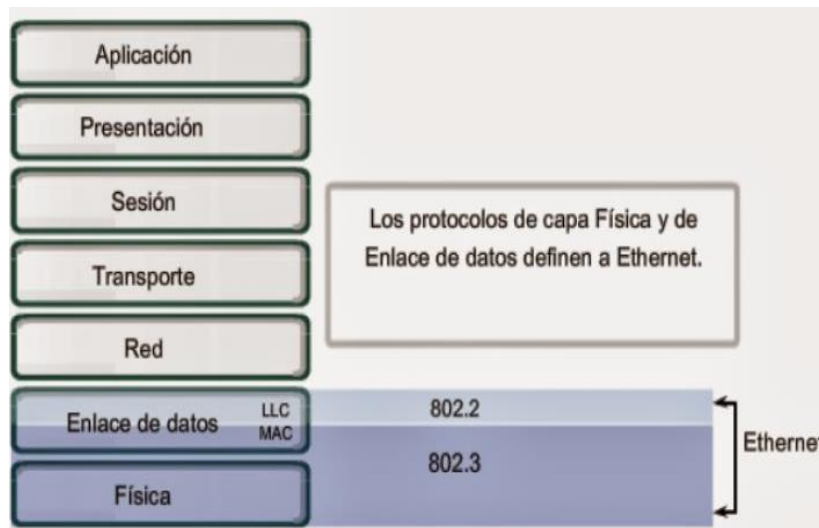 Aplicación
Presentación
Sesión
Los protocolos de capa Física y de
Enlace de datos definen a Ethernet.
Transporte
Red
Enlace de datos
LLC
MAC
802.2
802.3
Ethernet
Física